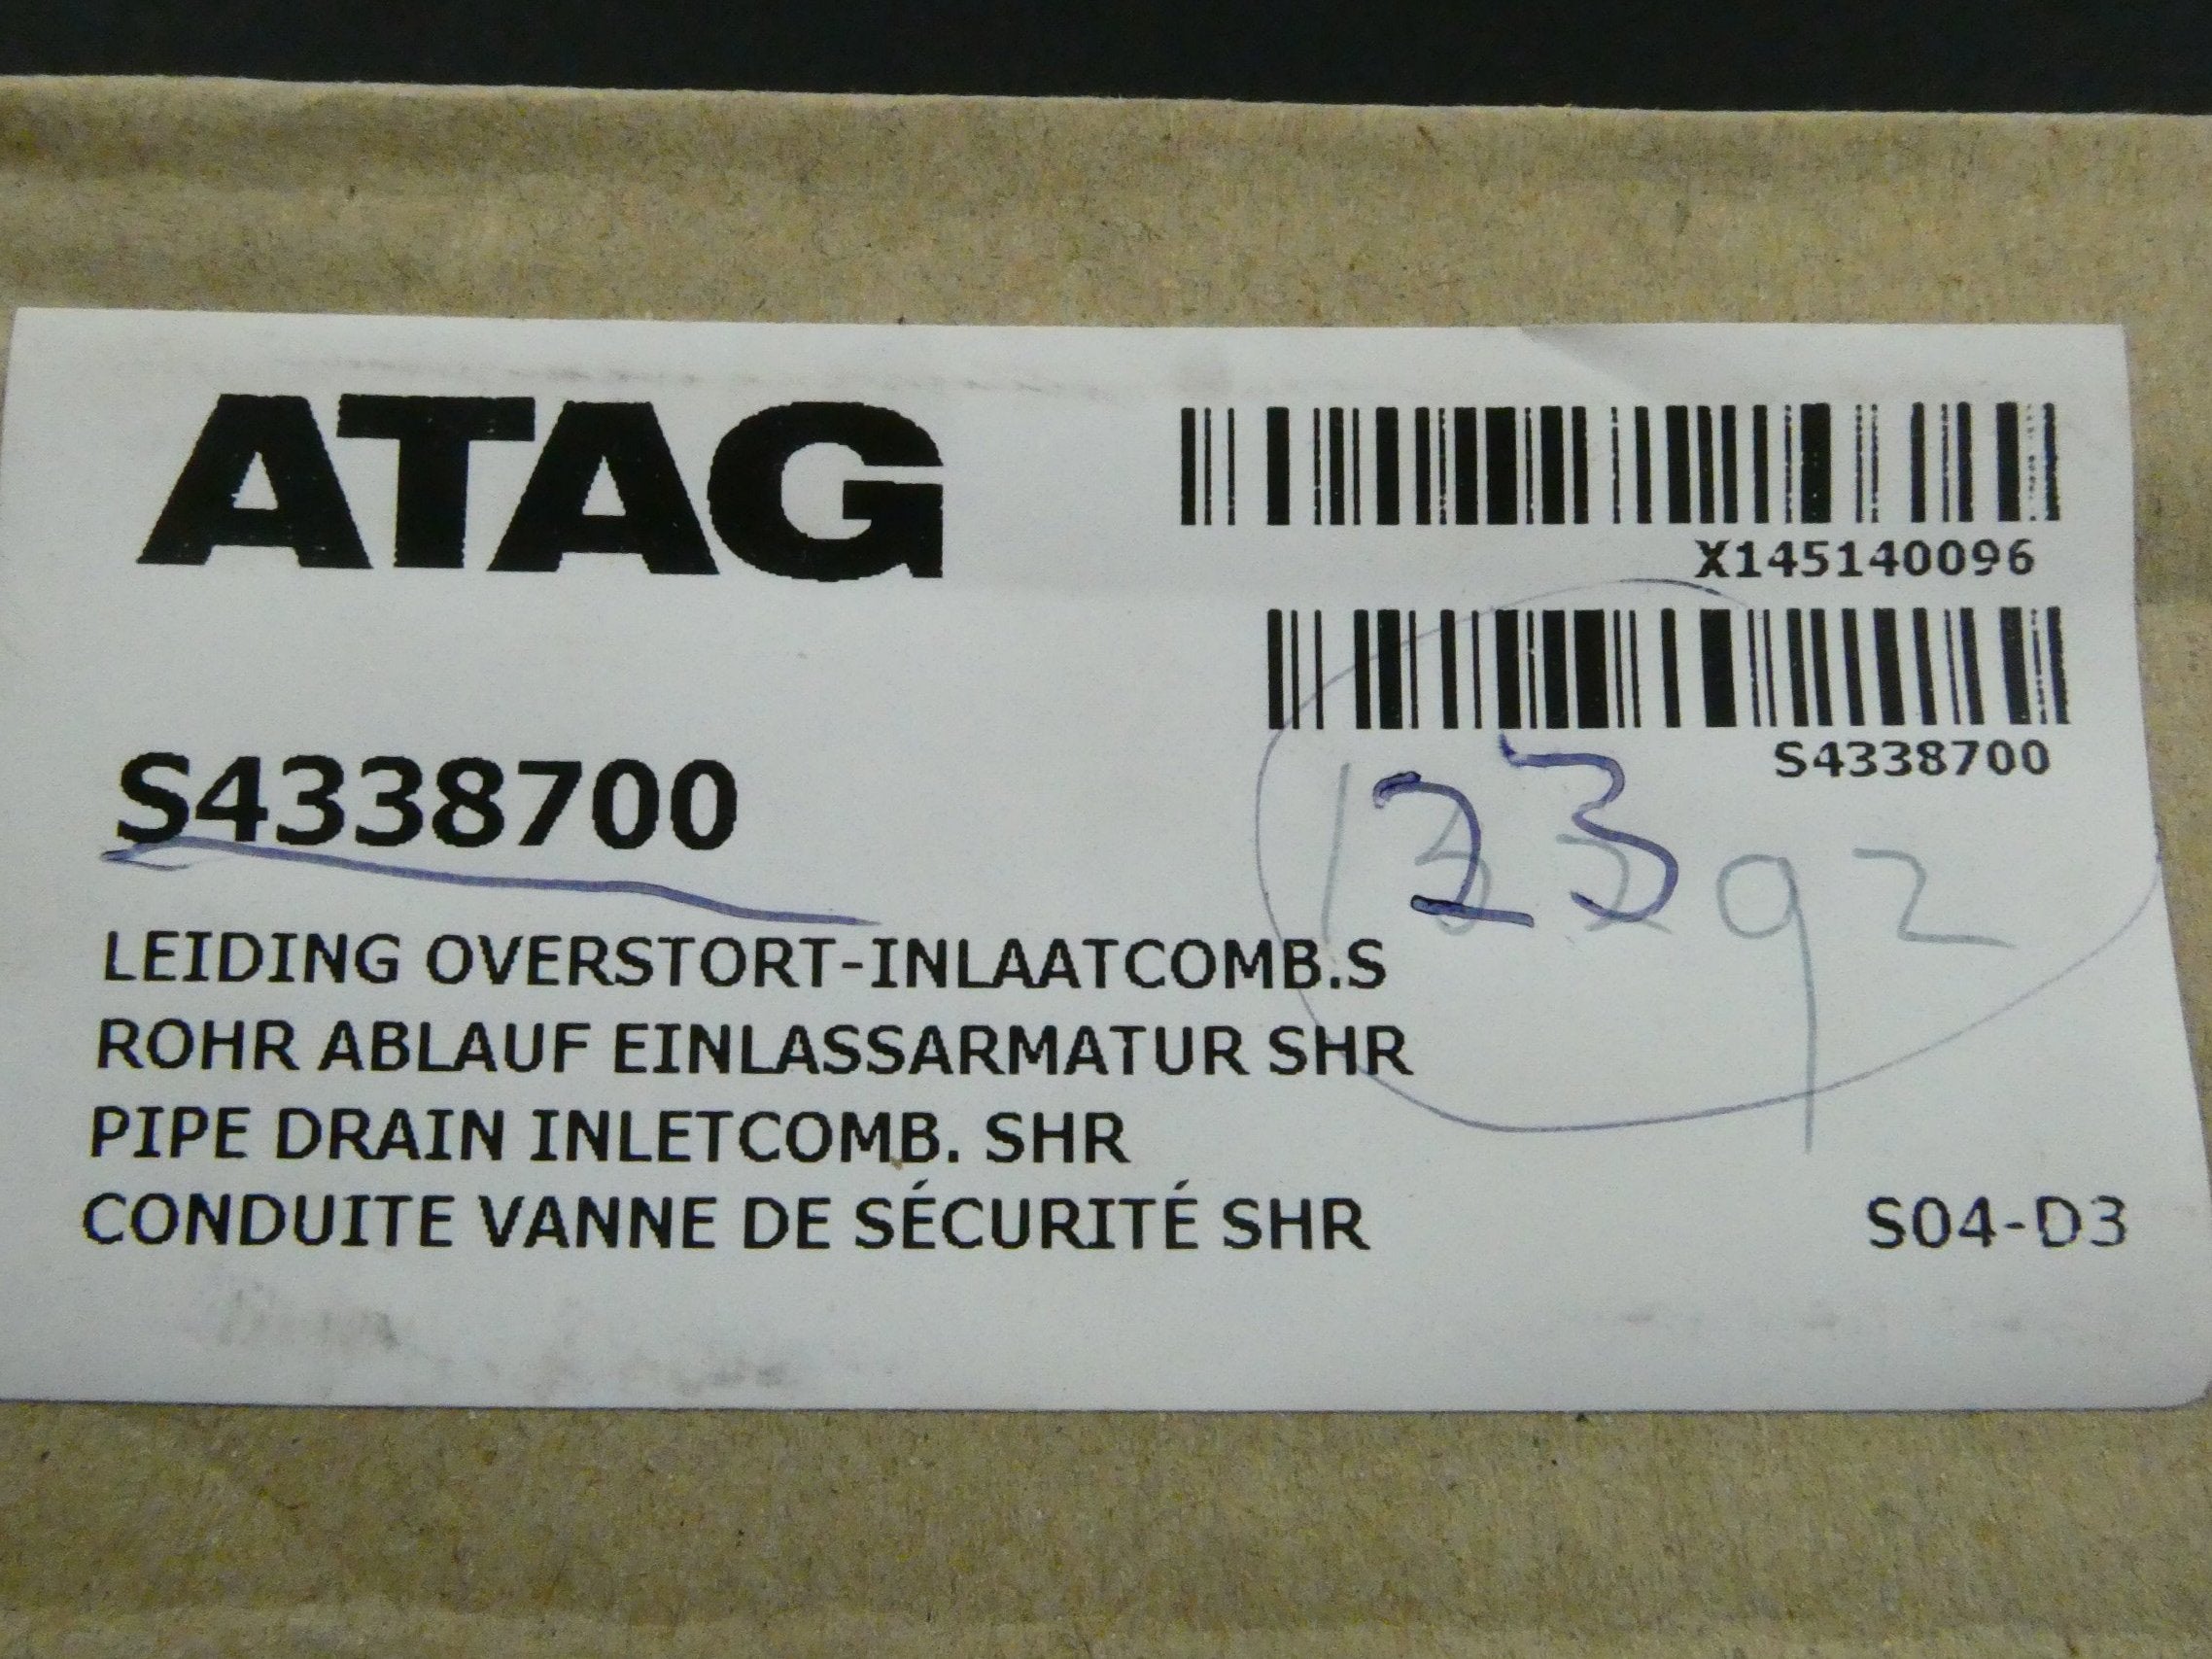 ATAG
X145140096
S4338700
S4338700
LEIDING OVERSTORT-INLAATCOMB.S
ROHR ABLAUF EINLASSARMATUR SHR
PIPE DRAIN INLETCOMB. SHR
CONDUITE VANNE DE SÉCURITÉ SHR
S04-D3